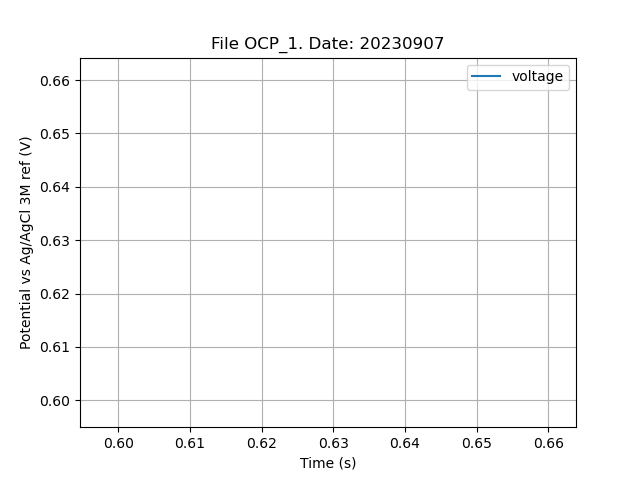 File OCP_1. Date: 20230907
voltage
Potential vs Ag/AgCl 3M ref (V)
0.66
0.65
0.64
0.63
0.62
0.61
0.60
0.60 0.61 0.62 0.63 0.64 0.65 0.66
Time (s)